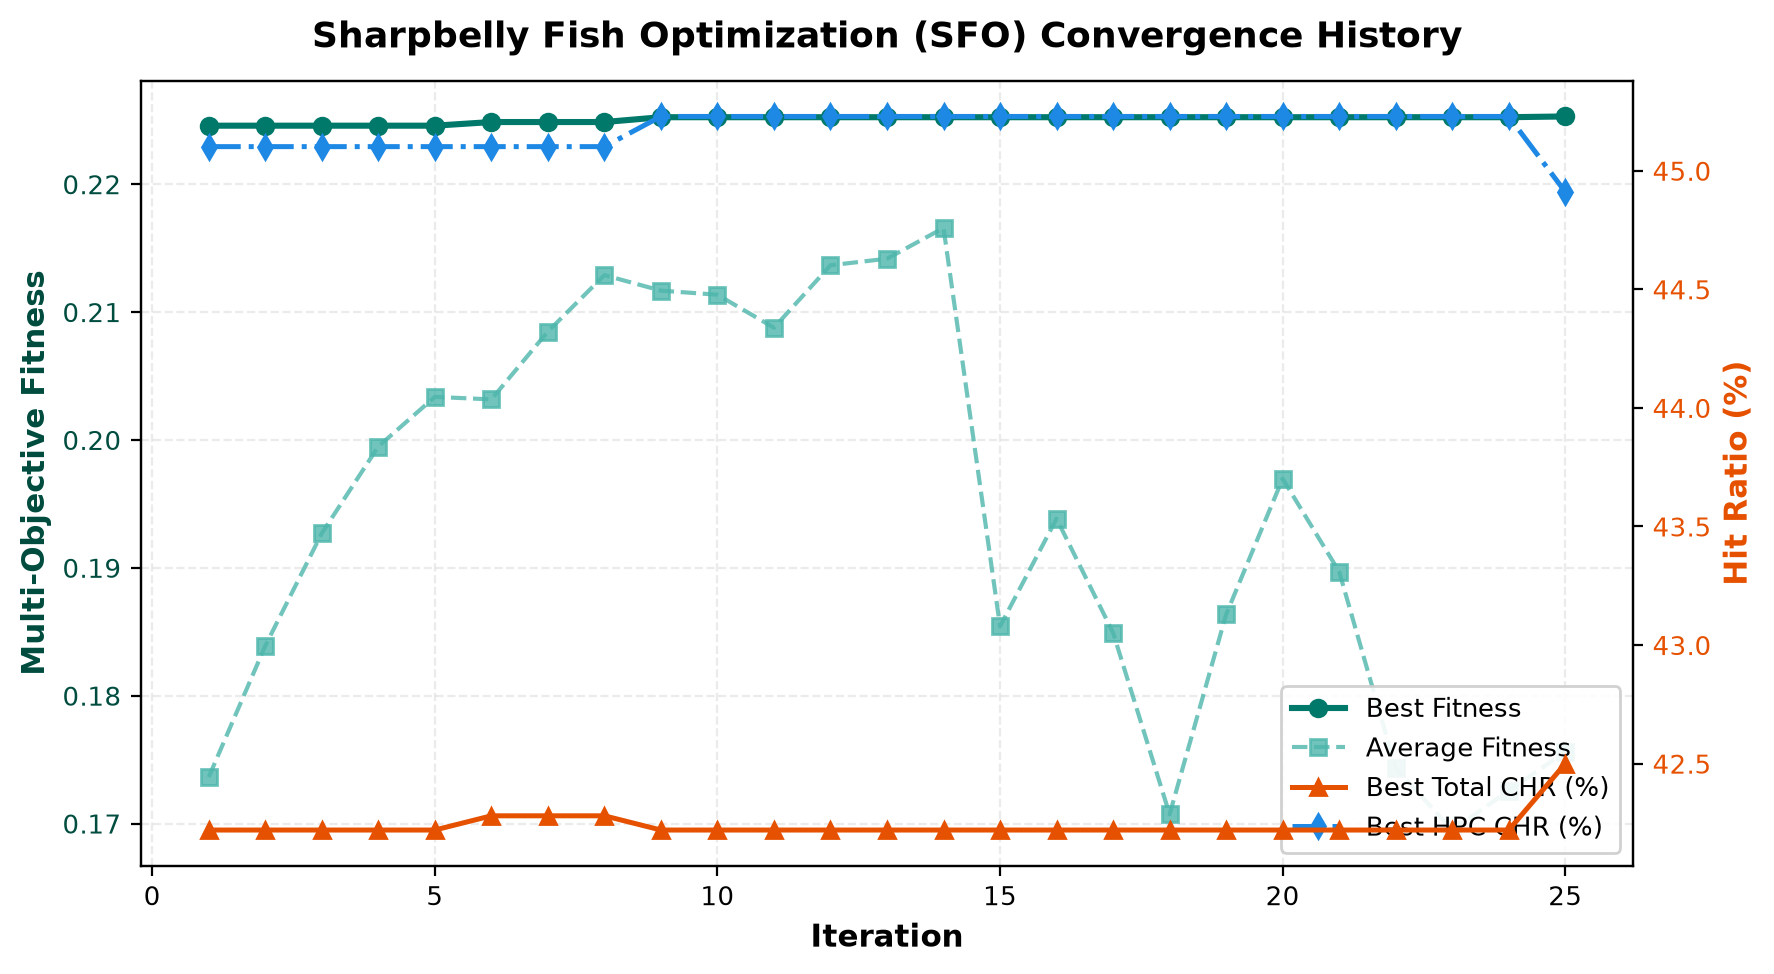 Sharpbelly Fish Optimization (SFO) Convergence History
Multi-Objective Fitness
0.22
0.21
0.20
0.19
0.18
0.17
45.0
44.5
44.0
43.5
43.0
42.5
Hit Ratio (%)
Best Fitness
Average Fitness
Best Total CHR (%)
Best HPC CHR (%)
0
5
10
15
20
25
Iteration